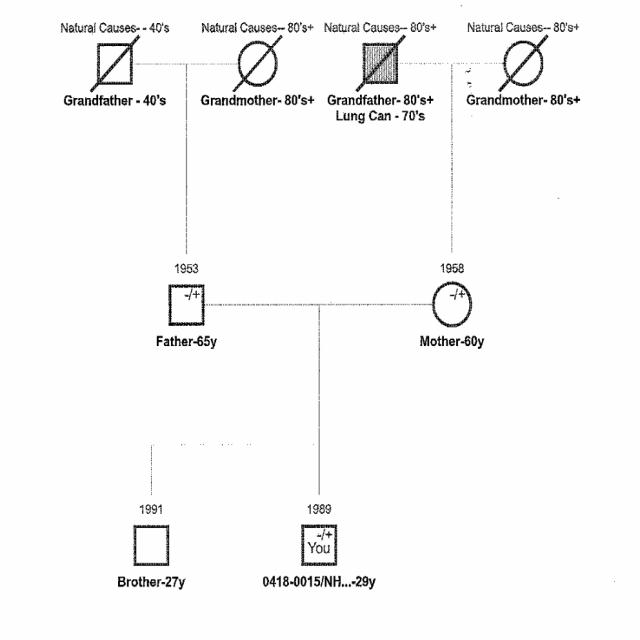 Natural Causes- - 40's
Natural Causes-- 80's+
Natural Causes-- 80's+
Natural Causes-- 80's+
Grandfather - 40's
Grandmother- 80's+
Grandfather- 80's+
Lung Can - 70's
Grandmother- 80's+
1953
1958
-/+
-/+
Father-65y
Mother-60y
1991
1989
-/+
You
Brother-27y
0418-0015/NH...-29y